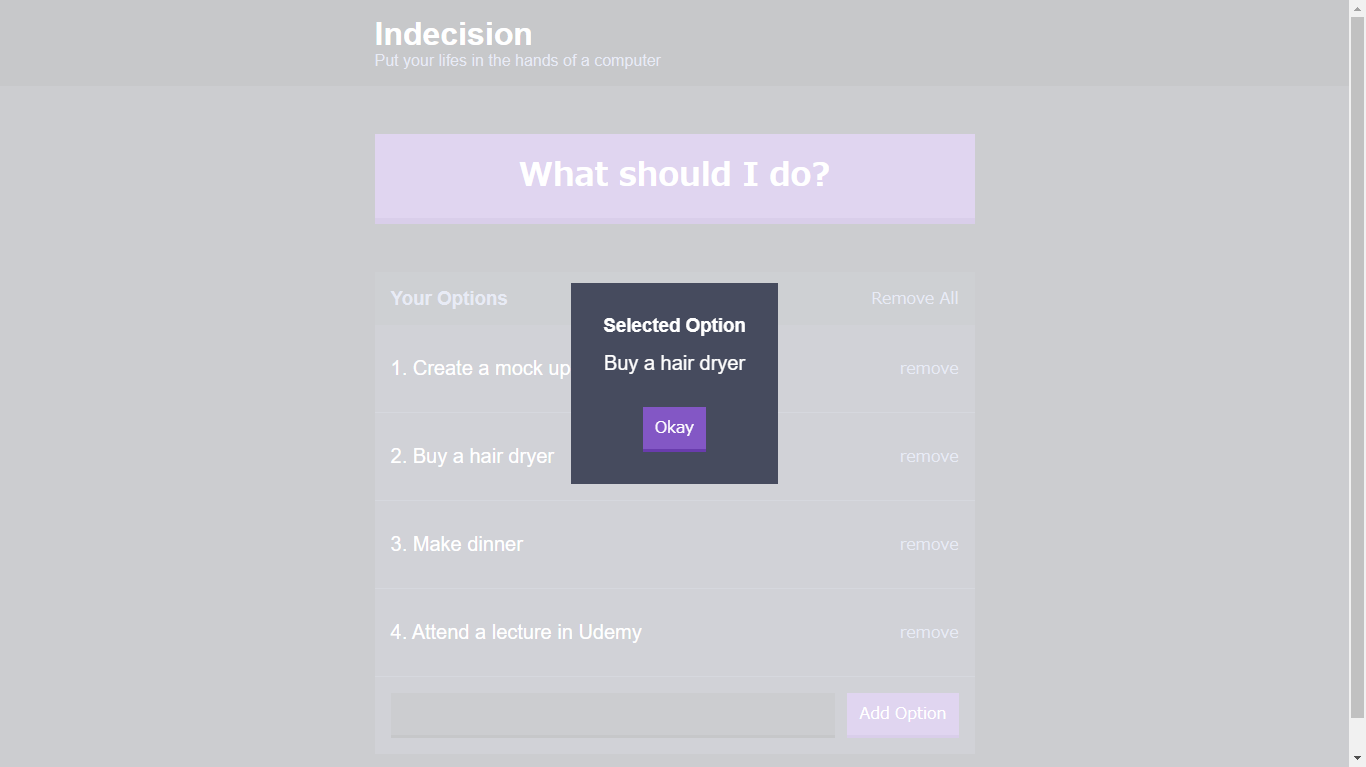 Indecision
Put your lifes in the hands of a computer
What should I do?
Your Options
Remove All
Selected Option
Buy a hair dryer
Okay
1. Create a mock up
remove
2. Buy a hair dryer
remove
3. Make dinner
remove
4. Attend a lecture in Udemy
remove
Add Option